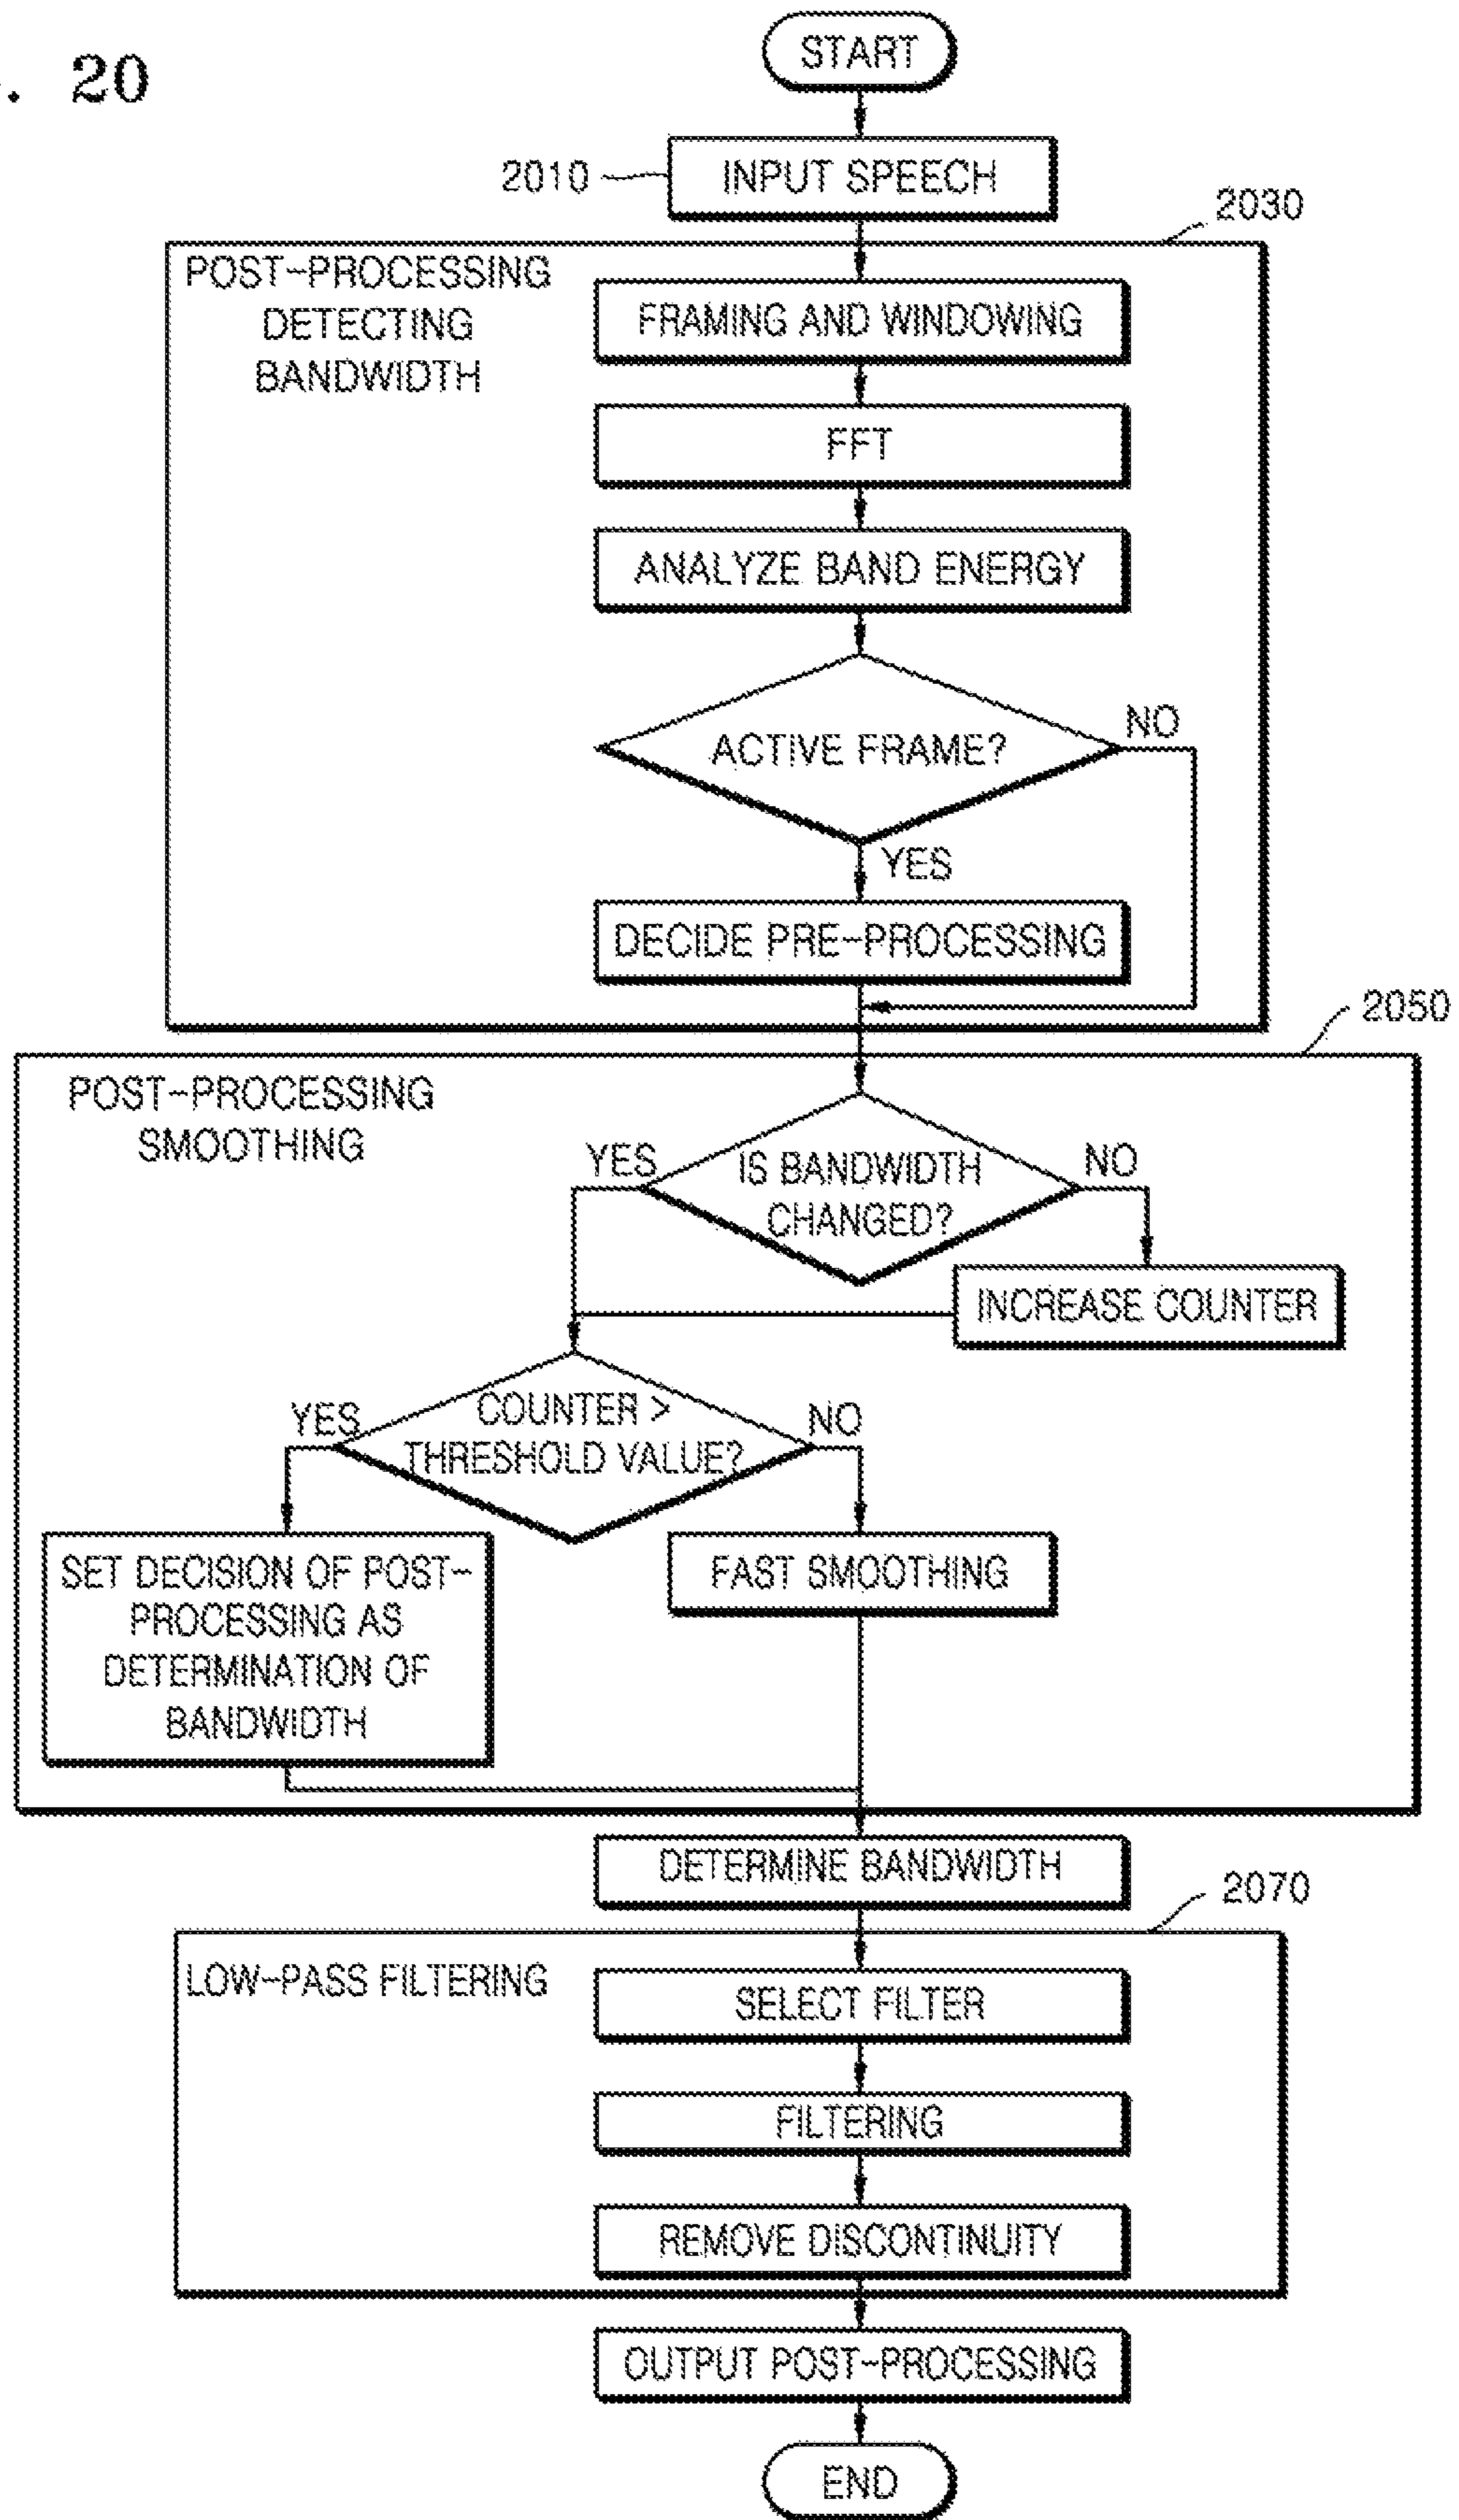 . 20
START
2010
INPUT SPEECH
2030
POST-PROCESSING
DETECTING
BANDWIDTH
FRAMING AND WINDOWING
FFT
ANALYZE BAND ENERGY
ACTIVE FRAME?
NO
YES
DECIDE PRE-PROCESSING
2050
POST-PROCESSING
SMOOTHING
YES
IS BANDWIDTH
CHANGED?
NO
INCREASE COUNTER
YES
COUNTER >
THRESHOLD VALUE?
NO
SET DECISION OF POST-
PROCESSING AS
DETERMINATION OF
BANDWIDTH
FAST SMOOTHING
DETERMINE BANDWIDTH
2070
LOW-PASS FILTERING
SELECT FILTER
FILTERING
REMOVE DISCONTINUITY
OUTPUT POST-PROCESSING
END